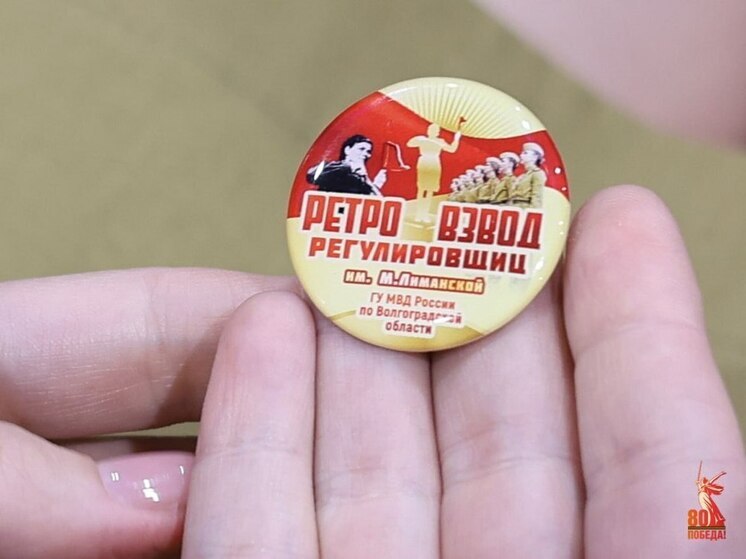 РЕТРО ВЗВОД
РЕГУЛИРОВЩИЦ
им. М.Лиманской
ГУ МВД России
по Волгоградской
области
80
ПОБЕДА!